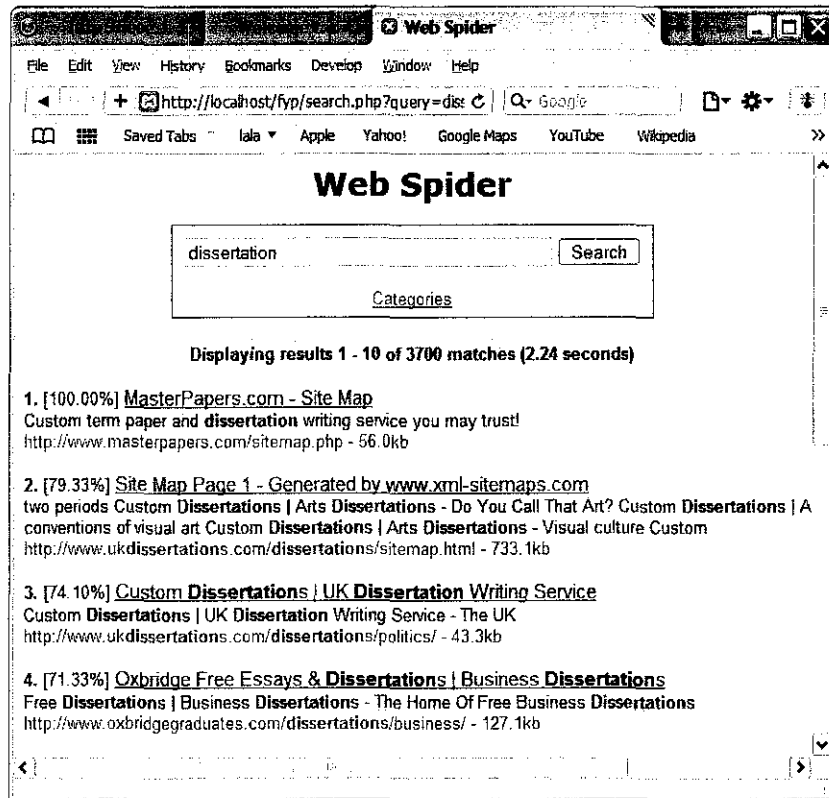 Web Spider
File Edit View History Bookmarks Develop Window Help
http://localhost/fyp/search.php?query=diss Google
Saved Tabs lala Apple Yahoo! Google Maps YouTube Wikipedia
Web Spider
dissertation Search
Categories
Displaying results 1 - 10 of 3700 matches (2.24 seconds)
1. [100.00%] MasterPapers.com - Site Map
Custom term paper and dissertation writing service you may trust!
http://www.masterpapers.com/sitemap.php - 56.0kb
2. [79.33%] Site Map Page 1 - Generated by www.xml-sitemaps.com
two periods Custom Dissertations | Arts Dissertations - Do You Call That Art? Custom Dissertations | A
conventions of visual art Custom Dissertations | Arts Dissertations - Visual culture Custom
http://www.ukdissertations.com/dissertations/sitemap.html - 733.1kb
3. [74.10%] Custom Dissertations | UK Dissertation Writing Service
Custom Dissertations | UK Dissertation Writing Service - The UK
http://www.ukdissertations.com/dissertations/politics/ - 43.3kb
4. [71.33%] Oxbridge Free Essays & Dissertations | Business Dissertations
Free Dissertations | Business Dissertations - The Home Of Free Business Dissertations
http://www.oxbridgegraduates.com/dissertations/business/ - 127.1kb